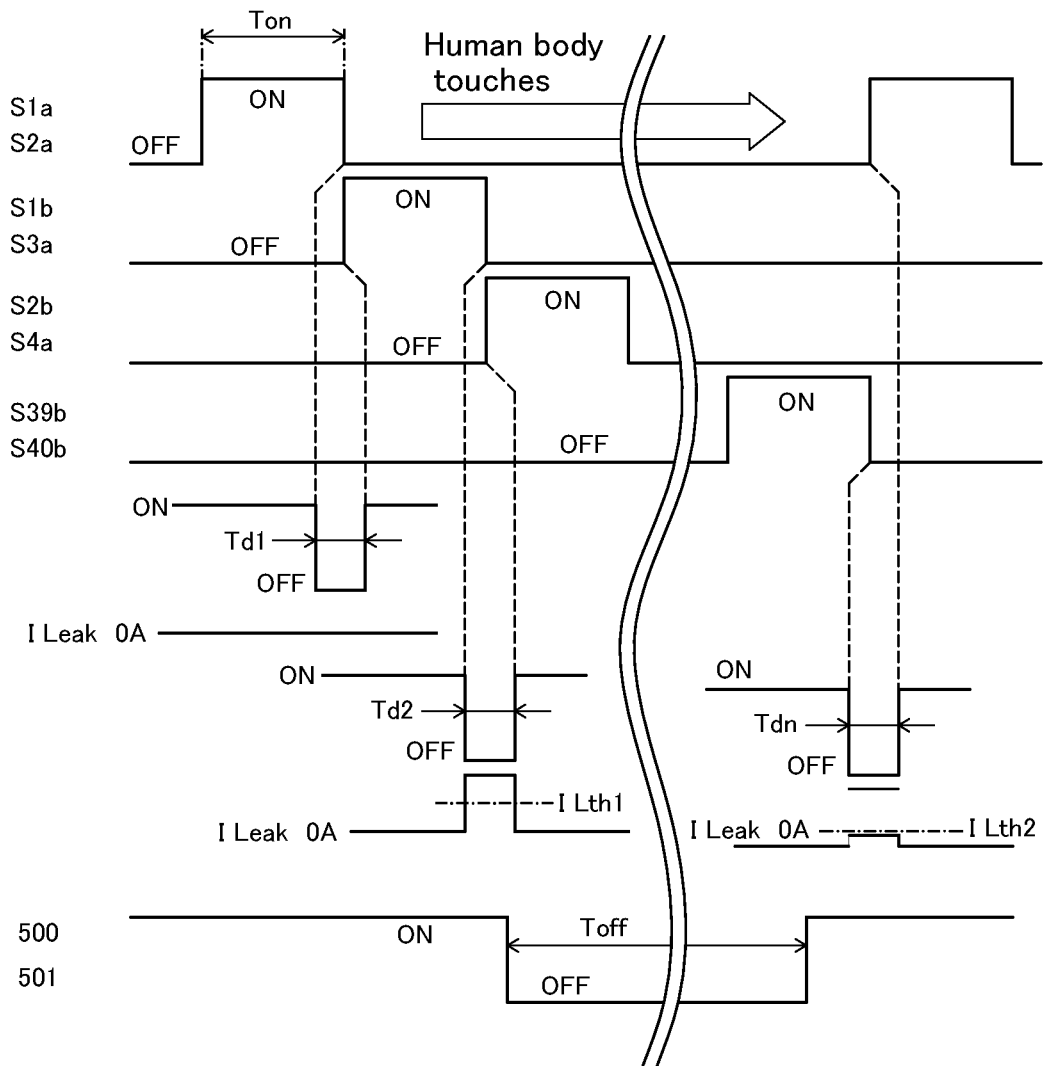 Ton
Human body
touches
S1a
S2a
OFF
ON
S1b
S3a
OFF
ON
S2b
S4a
OFF
ON
S39b
S40b
OFF
ON
ON
Td1
OFF
I Leak 0A
ON
Td2
OFF
I Lth1
I Leak 0A
ON
Tdn
OFF
I Leak 0A
I Lth2
500
501
ON
Toff
OFF